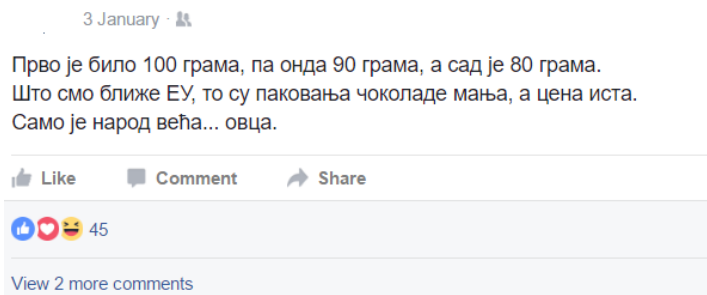 3 January
Прво је било 100 грама, па онда 90 грама, а сад је 80 грама.
Што смо ближе ЕУ, то су паковања чоколаде мања, а цена иста.
Само је народ већа... овца.
Like Comment Share
45
View 2 more comments